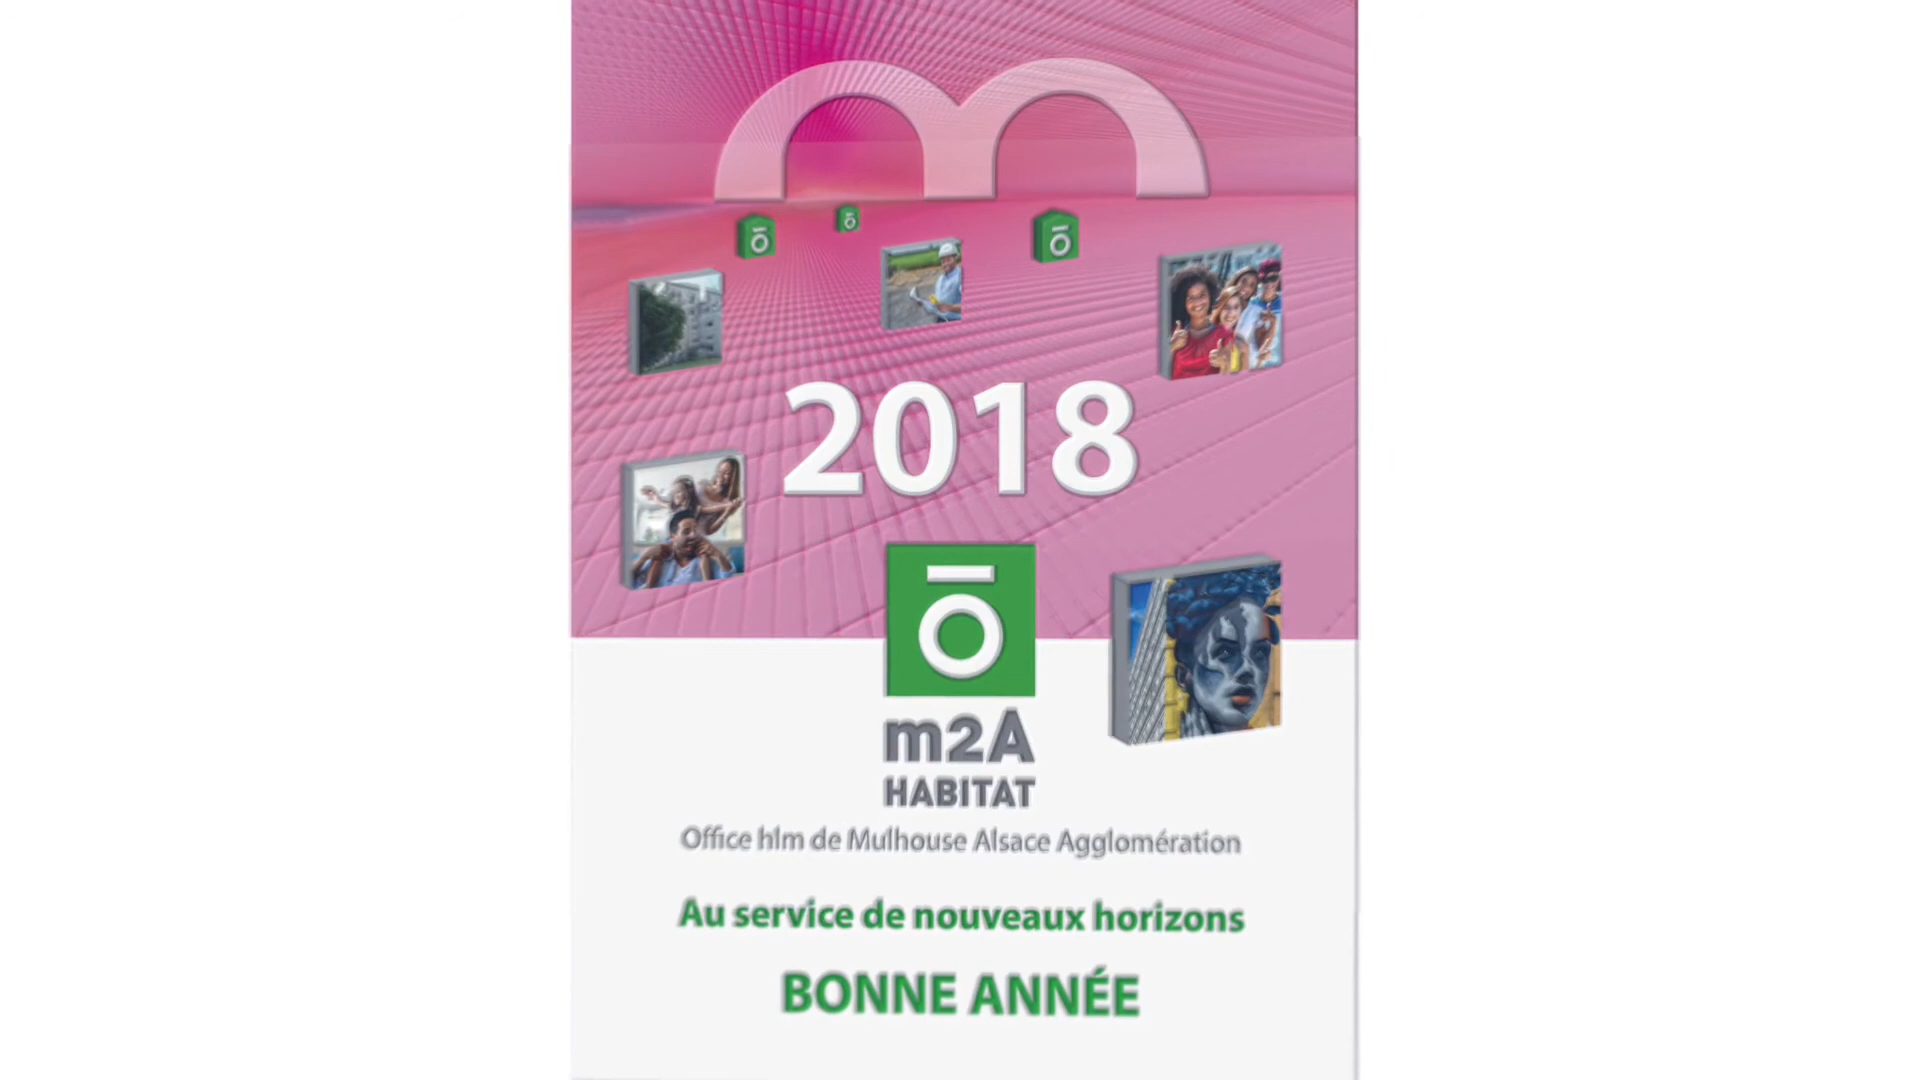 m
ō
ō
ō
2018
ō
m2A
HABITAT
Office hlm de Mulhouse Alsace Agglomération
Au service de nouveaux horizons
BONNE ANNÉE